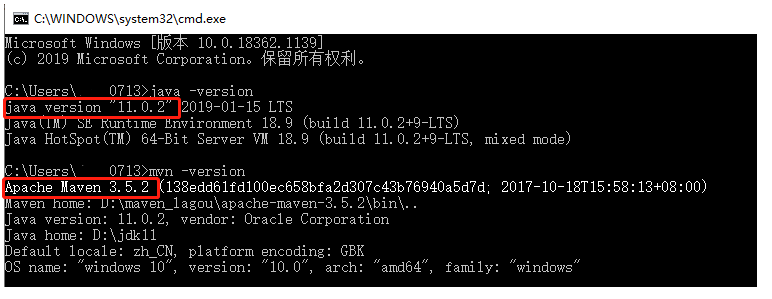 C:\WINDOWS\system32\cmd.exe
Microsoft Windows [版本 10.0.18362.1139]
(c) 2019 Microsoft Corporation。保留所有权利。
C:\Users\ 0713>java -version
java version "11.0.2" 2019-01-15 LTS
Java(TM) SE Runtime Environment 18.9 (build 11.0.2+9-LTS)
Java HotSpot(TM) 64-Bit Server VM 18.9 (build 11.0.2+9-LTS, mixed mode)
C:\Users\ 0713>mvn -version
Apache Maven 3.5.2 (138edd61fd100ec658bfa2d307c43b76940a5d7d; 2017-10-18T15:58:13+08:00)
Maven home: D:\maven_lagou\apache-maven-3.5.2\bin\..
Java version: 11.0.2, vendor: Oracle Corporation
Java home: D:\jdk11
Default locale: zh_CN, platform encoding: GBK
OS name: "windows 10", version: "10.0", arch: "amd64", family: "windows"